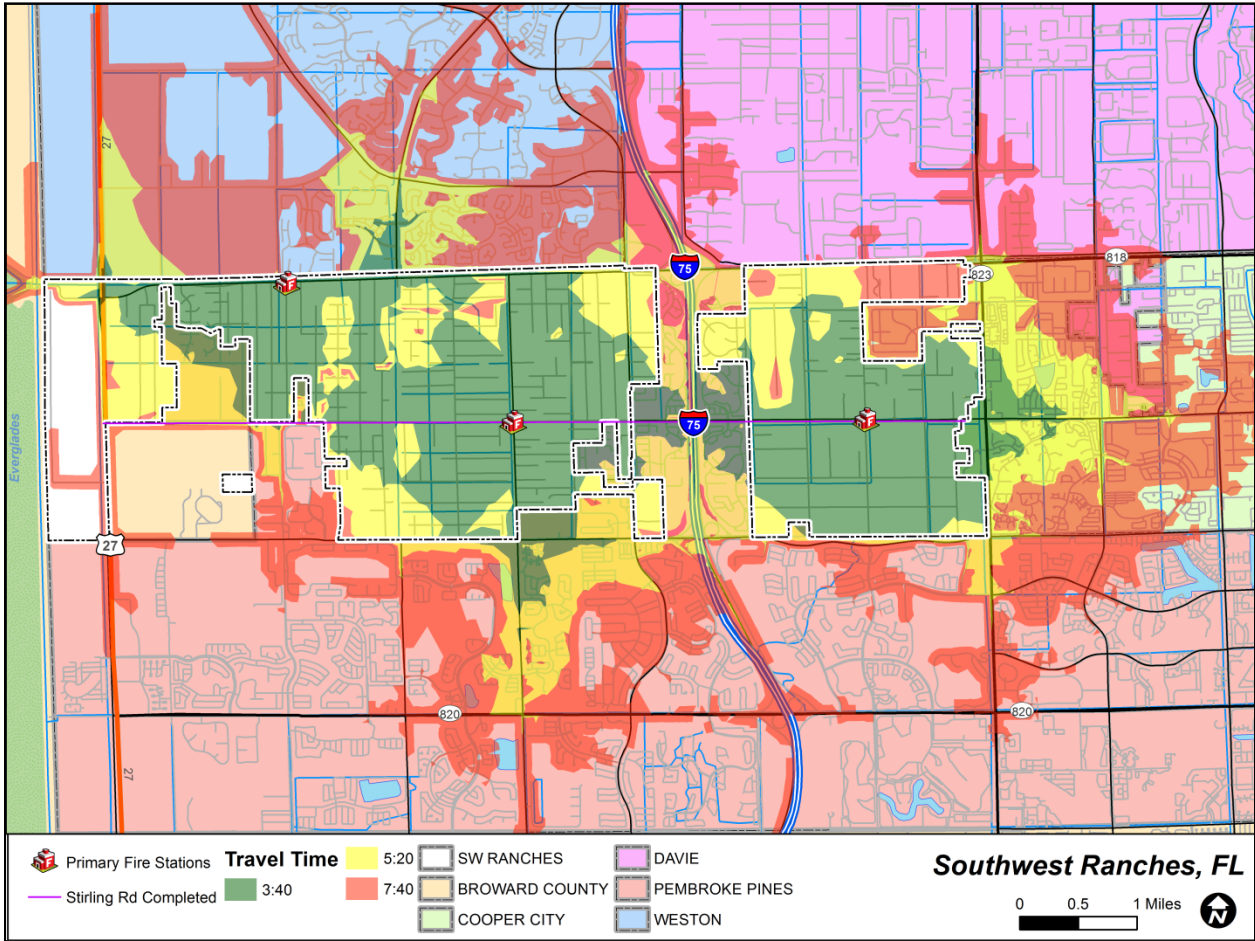 27
75
818
823
Everglades
75
27
820
820
27
Primary Fire Stations
Stirling Rd Completed
Travel Time
3:40
5:20
7:40
SW RANCHES
BROWARD COUNTY
COOPER CITY
DAVIE
PEMBROKE PINES
WESTON
Southwest Ranches, FL
0 0.5 1 Miles
N